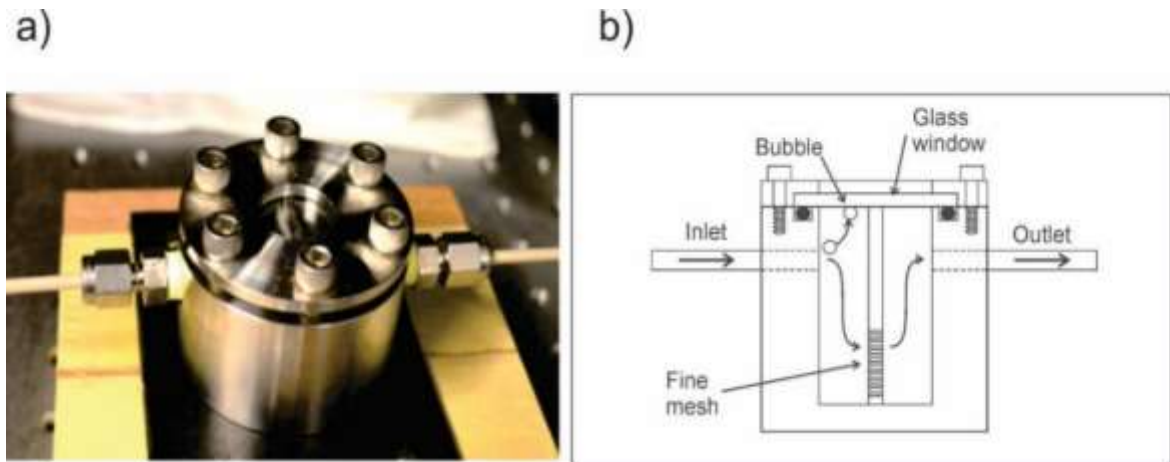 a)
b)
Glass
window
Bubble
Inlet
Outlet
Fine
mesh